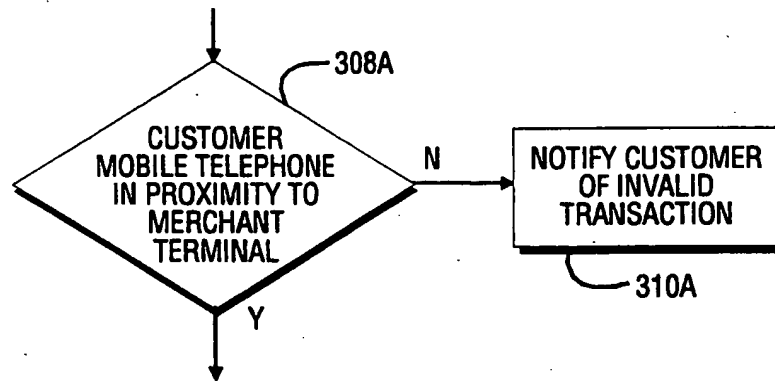 308A
CUSTOMER
MOBILE TELEPHONE
IN PROXIMITY TO
MERCHANT
TERMINAL
N
NOTIFY CUSTOMER
OF INVALID
TRANSACTION
310A
Y